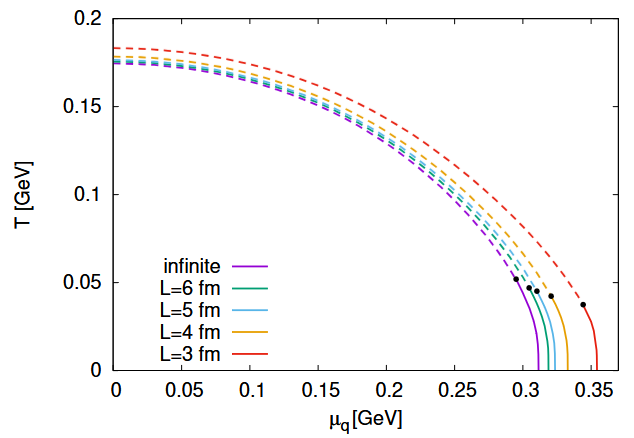 0.2
0.15
0.1
0.05
0
T [GeV]
infinite
L=6 fm
L=5 fm
L=4 fm
L=3 fm
0 0.05 0.1 0.15 0.2 0.25 0.3 0.35
μq[GeV]